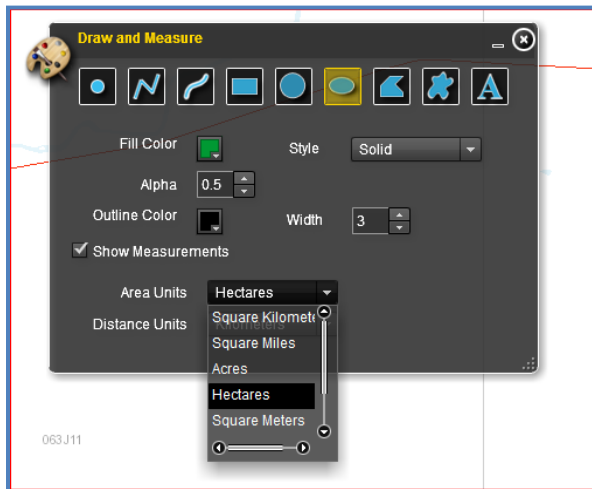 Draw and Measure
A
Fill Color
Style
Solid
Alpha
0.5
Outline Color
Width
3
Show Measurements
Area Units
Hectares
Distance Units
Kilometers
Square Kilomete
Square Miles
Acres
Hectares
Square Meters
063J11